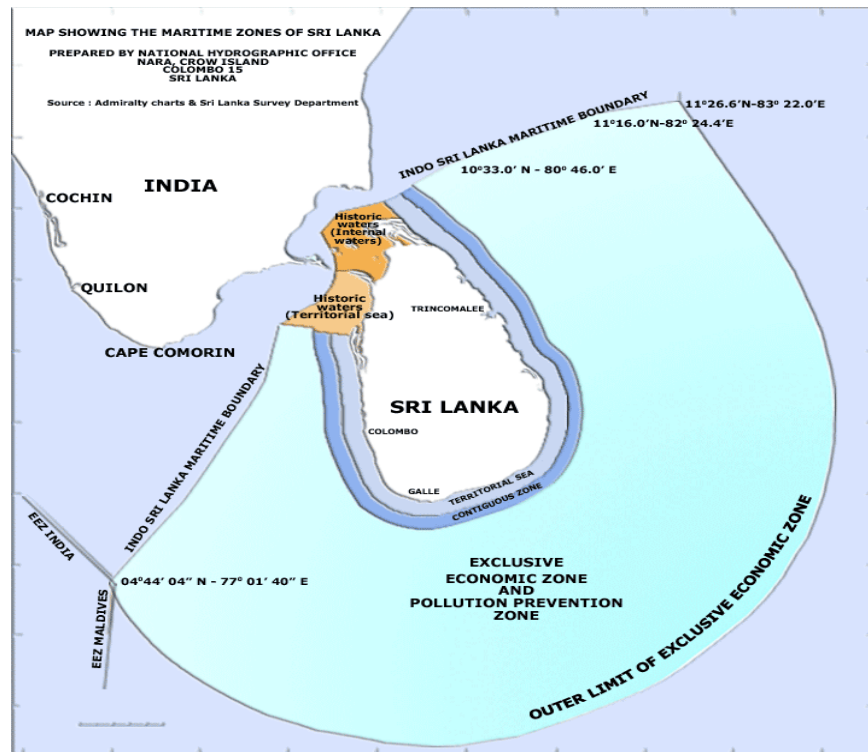 MAP SHOWING THE MARITIME ZONES OF SRI LANKA
PREPARED BY NATIONAL HYDROGRAPHIC OFFICE
NARA, CROW ISLAND
COLOMBO 15
SRI LANKA
Source : Admiralty charts & Sri Lanka Survey Department
INDO SRI LANKA MARITIME BOUNDARY
11°26.6'N-83° 22.0'E
11°16.0'N-82° 24.4'E
10°33.0' N - 80° 46.0' E
INDIA
COCHIN
Historic
waters
(Internal
waters)
QUILON
Historic
waters
(Territorial sea)
TRINCOMALEE
CAPE COMORIN
SRI LANKA
COLOMBO
INDO SRI LANKA MARITIME BOUNDARY
GALLE
TERRITORIAL SEA
CONTIGUOUS ZONE
EEZ INDIA
04°44' 04" N - 77° 01' 40" E
EEZ MALDIVES
EXCLUSIVE
ECONOMIC ZONE
AND
POLLUTION PREVENTION
ZONE
OUTER LIMIT OF EXCLUSIVE ECONOMIC ZONE